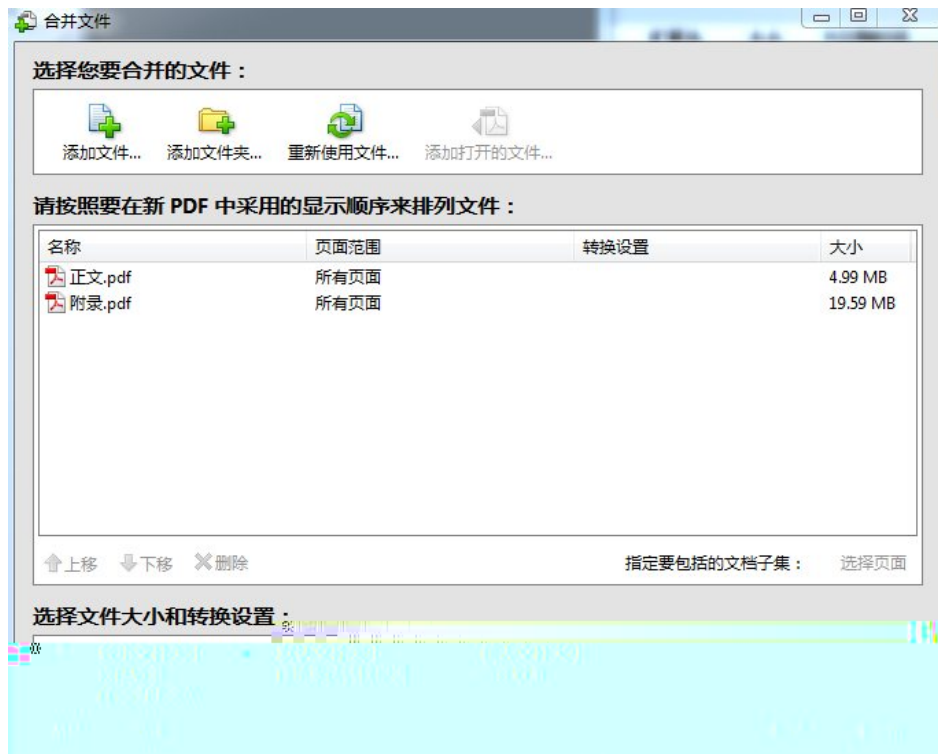 合并文件
选择您要合并的文件：
添加文件... 添加文件夹... 重新使用文件... 添加打开的文件...
请按照要在新 PDF 中采用的显示顺序来排列文件：
名称 页面范围 转换设置 大小
正文.pdf 所有页面 4.99 MB
附录.pdf 所有页面 19.59 MB
上移 下移 删除 指定要包括的文档子集： 选择页面
选择文件大小和转换设置：